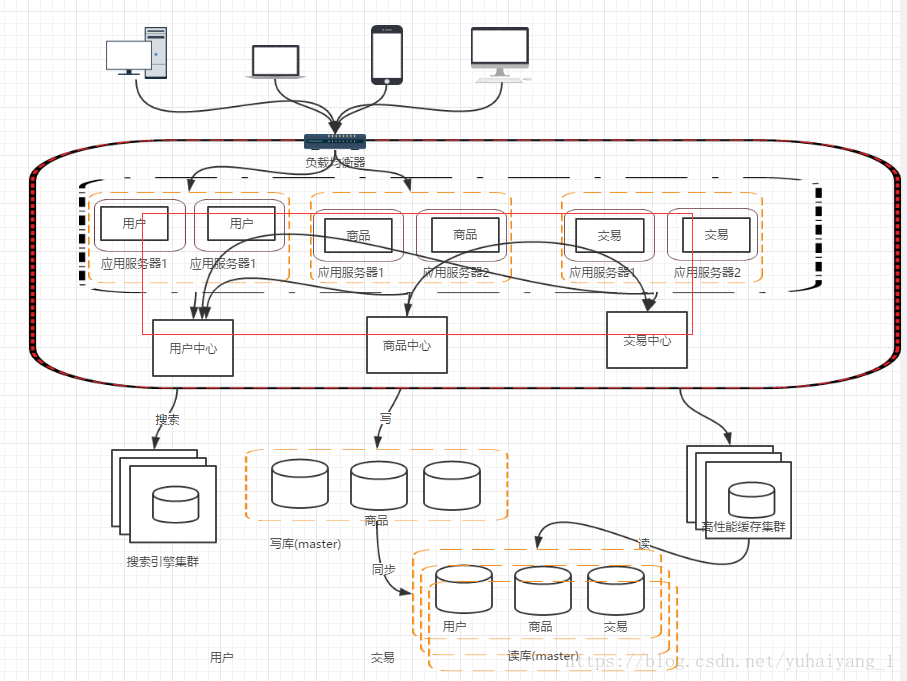 负载均衡器
用户
用户
商品
商品
交易
交易
应用服务器1
应用服务器1
应用服务器1
应用服务器2
应用服务器1
应用服务器2
用户中心
商品中心
交易中心
搜索
写
商品
高性能缓存集群
写库(master)
读
搜索引擎集群
同步
用户
商品
交易
用户
交易
读库(master)
https://blog.csdn.net/yuhaiyang_1